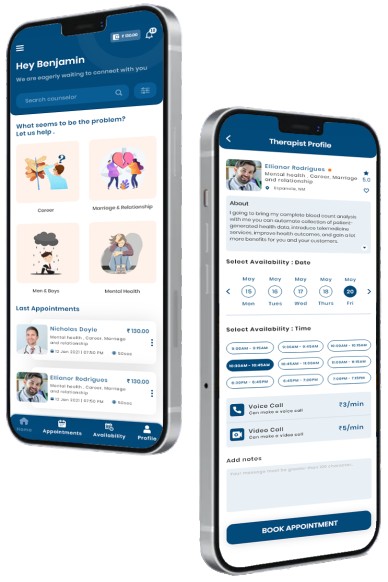 Hey Benjamin
We are eagerly waiting to connect with you
Search counselor
What seems to be the problem?
Let us help .
Career
Marriage & Relationship
Men & Boys
Mental Health
Last Appointments
Nicholas Doyle
₹ 130.00
Mental health , Career, Marriage
and relationship
12 Jan 2021 | 07:50 PM
Ellianor Rodrigues
₹ 130.00
Mental health , Career, Marriage
and relationship
12 Jan 2021 | 07:50 PM
Home
Appointments
Availability
Profile
Therapist Profile
Ellianor Rodrigues
5.0
Mental health , Career, Marriage
and relationship
About
I going to bring my complete blood count analysis
with me you can automate collection of patient-
generated health data, introduce telemedicine
services, improve health outcomes, and gain a lot
more benefits for you and your customers.
Select Availability : Date
May May May May May
15 16 17 18 20
Mon Tues Wed Thurs Fri
Select Availability : Time
10:30AM - 10:45AM
Voice Call
₹3/min
Can make a voice call
Video Call
₹5/min
Can make a video call
Add notes
BOOK APPOINTMENT